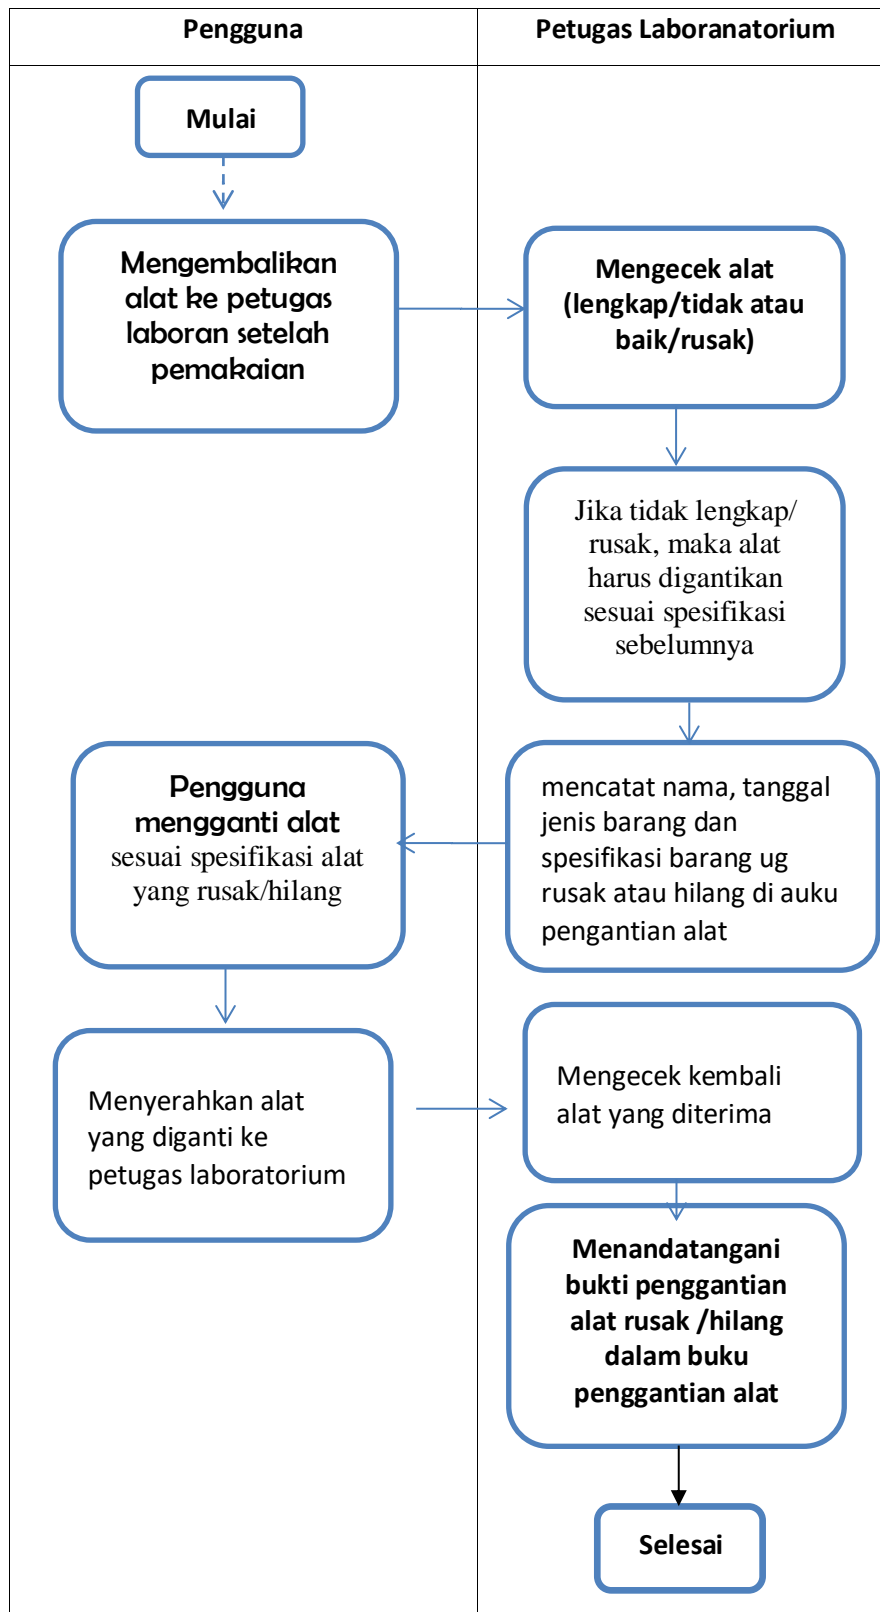 Pengguna
Petugas Laboranatorium
Mulai
Mengembalikan
alat ke petugas
laboran setelah
pemakaian
Mengecek alat
(lengkap/tidak atau
baik/rusak)
Jika tidak lengkap/
rusak, maka alat
harus digantikan
sesuai spesifikasi
sebelumnya
mencatat nama, tanggal
jenis barang dan
spesifikasi barang ug
rusak atau hilang di auku
pengantian alat
Pengguna
mengganti alat
sesuai spesifikasi alat
yang rusak/hilang
Menyerahkan alat
yang diganti ke
petugas laboratorium
Mengecek kembali
alat yang diterima
Menandatangani
bukti penggantian
alat rusak /hilang
dalam buku
penggantian alat
Selesai